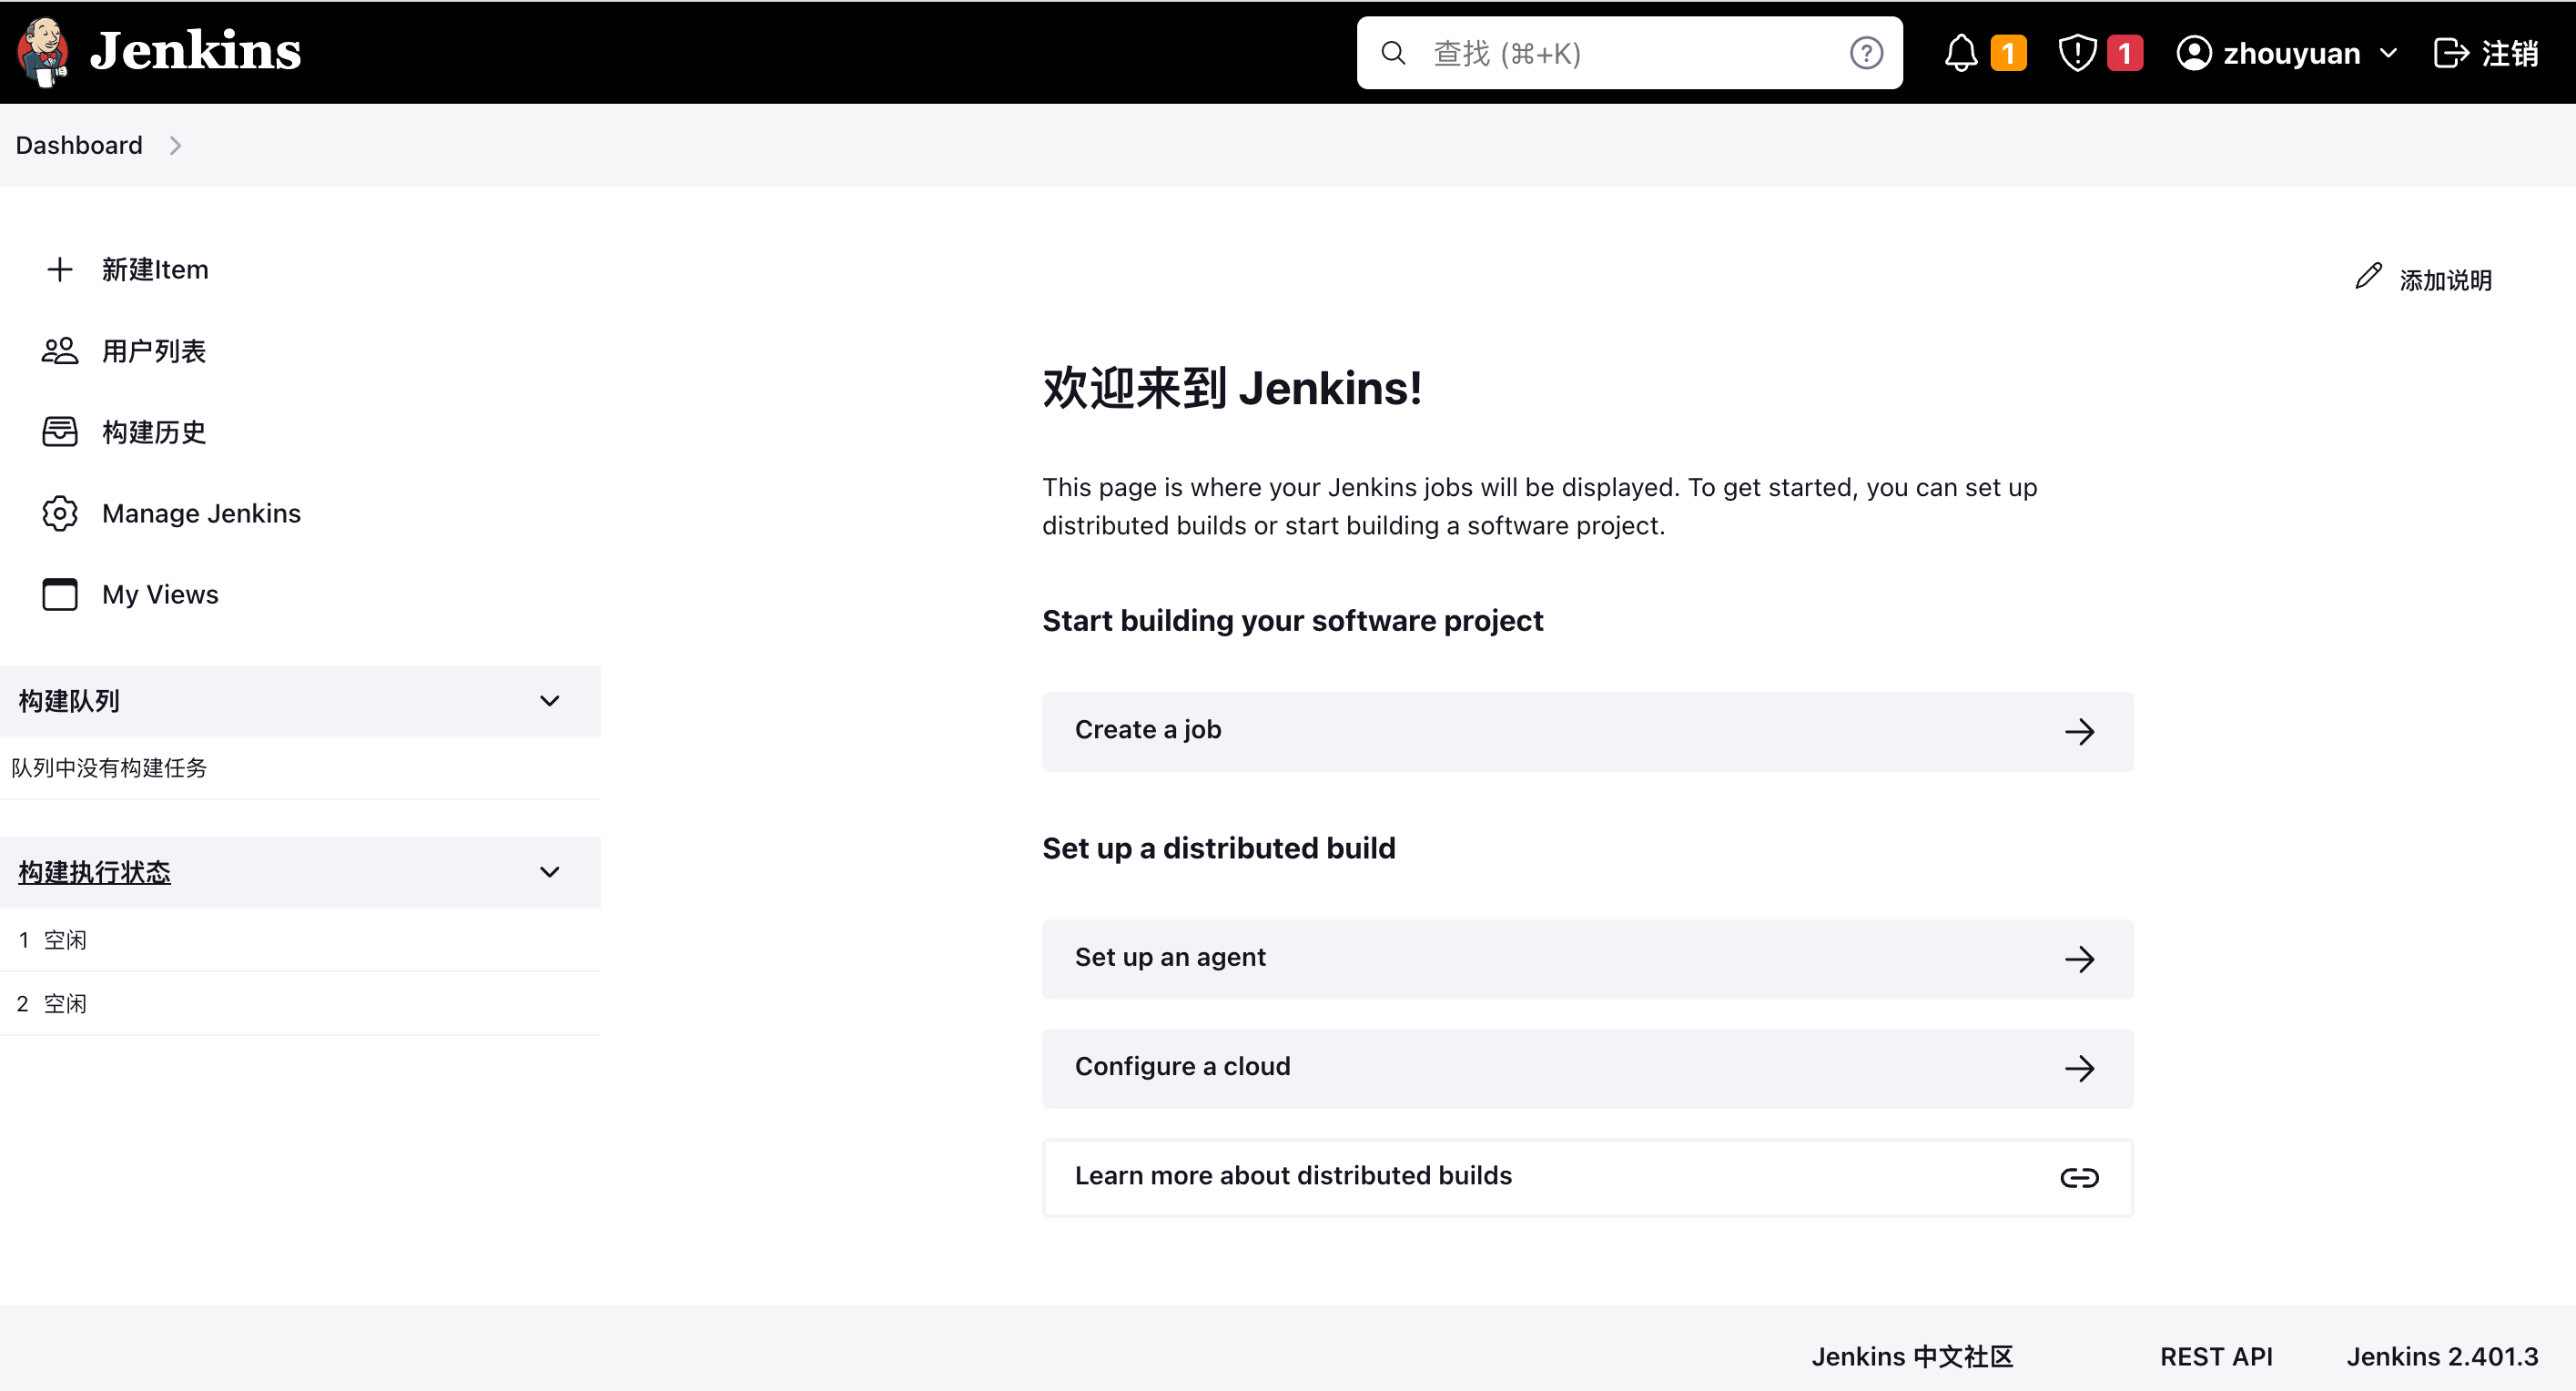 Jenkins
查找 (⌘+K)
1
1
zhouyuan
注销
Dashboard
新建Item
用户列表
构建历史
Manage Jenkins
My Views
构建队列
队列中没有构建任务
构建执行状态
1 空闲
2 空闲
添加说明
欢迎来到 Jenkins!
This page is where your Jenkins jobs will be displayed. To get started, you can set up
distributed builds or start building a software project.
Start building your software project
Create a job
Set up a distributed build
Set up an agent
Configure a cloud
Learn more about distributed builds
Jenkins 中文社区
REST API
Jenkins 2.401.3